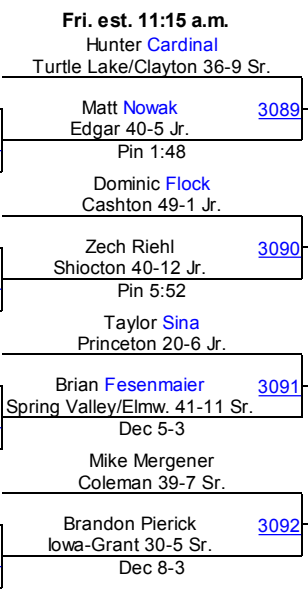 Fri. est. 11:15 a.m.
Hunter Cardinal
Turtle Lake/Clayton 36-9 Sr.
Matt Nowak
3089
Edgar 40-5 Jr.
Pin 1:48
Dominic Flock
Cashton 49-1 Jr.
Zech Riehl
3090
Shiocton 40-12 Jr.
Pin 5:52
Taylor Sina
Princeton 20-6 Jr.
Brian Fesenmaier
3091
Spring Valley/Elmw. 41-11 Sr.
Dec 5-3
Mike Mergener
Coleman 39-7 Sr.
Brandon Pierick
3092
Iowa-Grant 30-5 Sr.
Dec 8-3